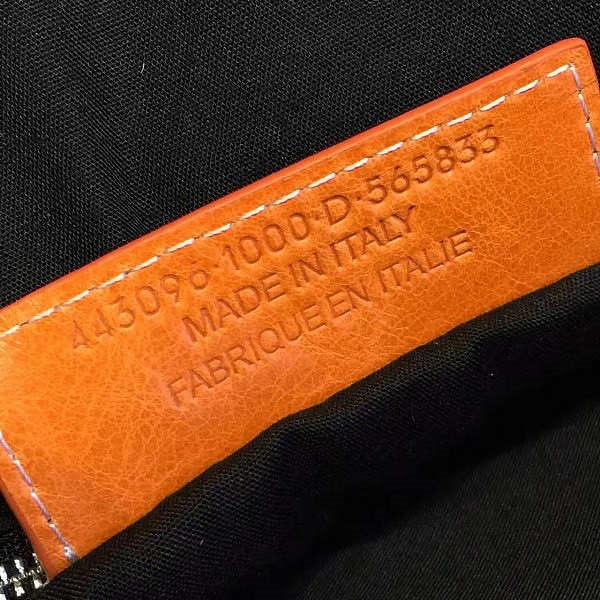 443096·1000·D·565833
MADE IN ITALY
FABRIQUE EN ITALIE